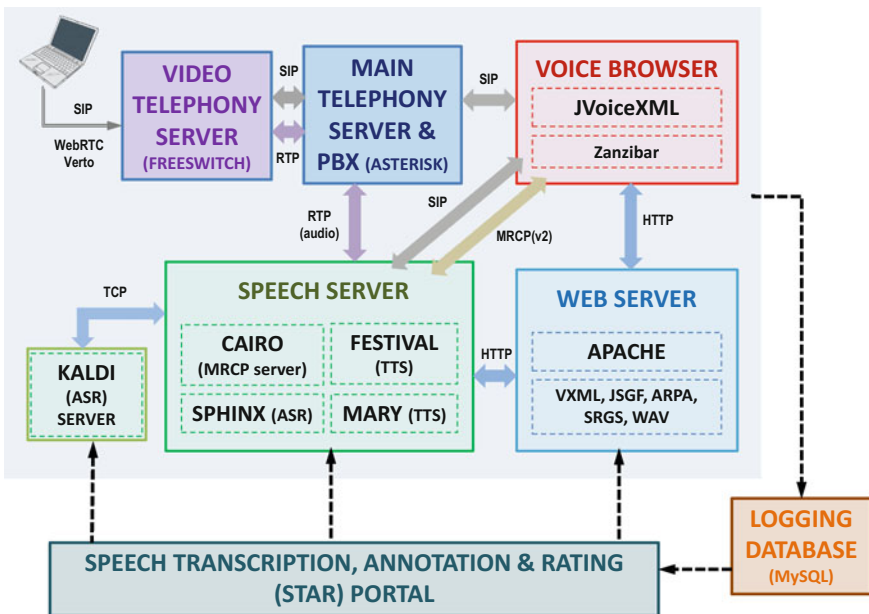 SIP
WebRTC
Verto
VIDEO
TELEPHONY
SERVER
(FREESWITCH)
SIP
RTP
MAIN
TELEPHONY
SERVER &
PBX (ASTERISK)
SIP
VOICE BROWSER
JVoiceXML
Zanzibar
RTP
(audio)
SIP
MRCP(v2)
HTTP
TCP
SPEECH SERVER
CAIRO
(MRCP server)
FESTIVAL
(TTS)
SPHINX (ASR)
MARY (TTS)
HTTP
WEB SERVER
APACHE
VXML, JSGF, ARPA,
SRGS, WAV
KALDI
(ASR)
SERVER
LOGGING
DATABASE
(MySQL)
SPEECH TRANSCRIPTION, ANNOTATION & RATING
(STAR) PORTAL